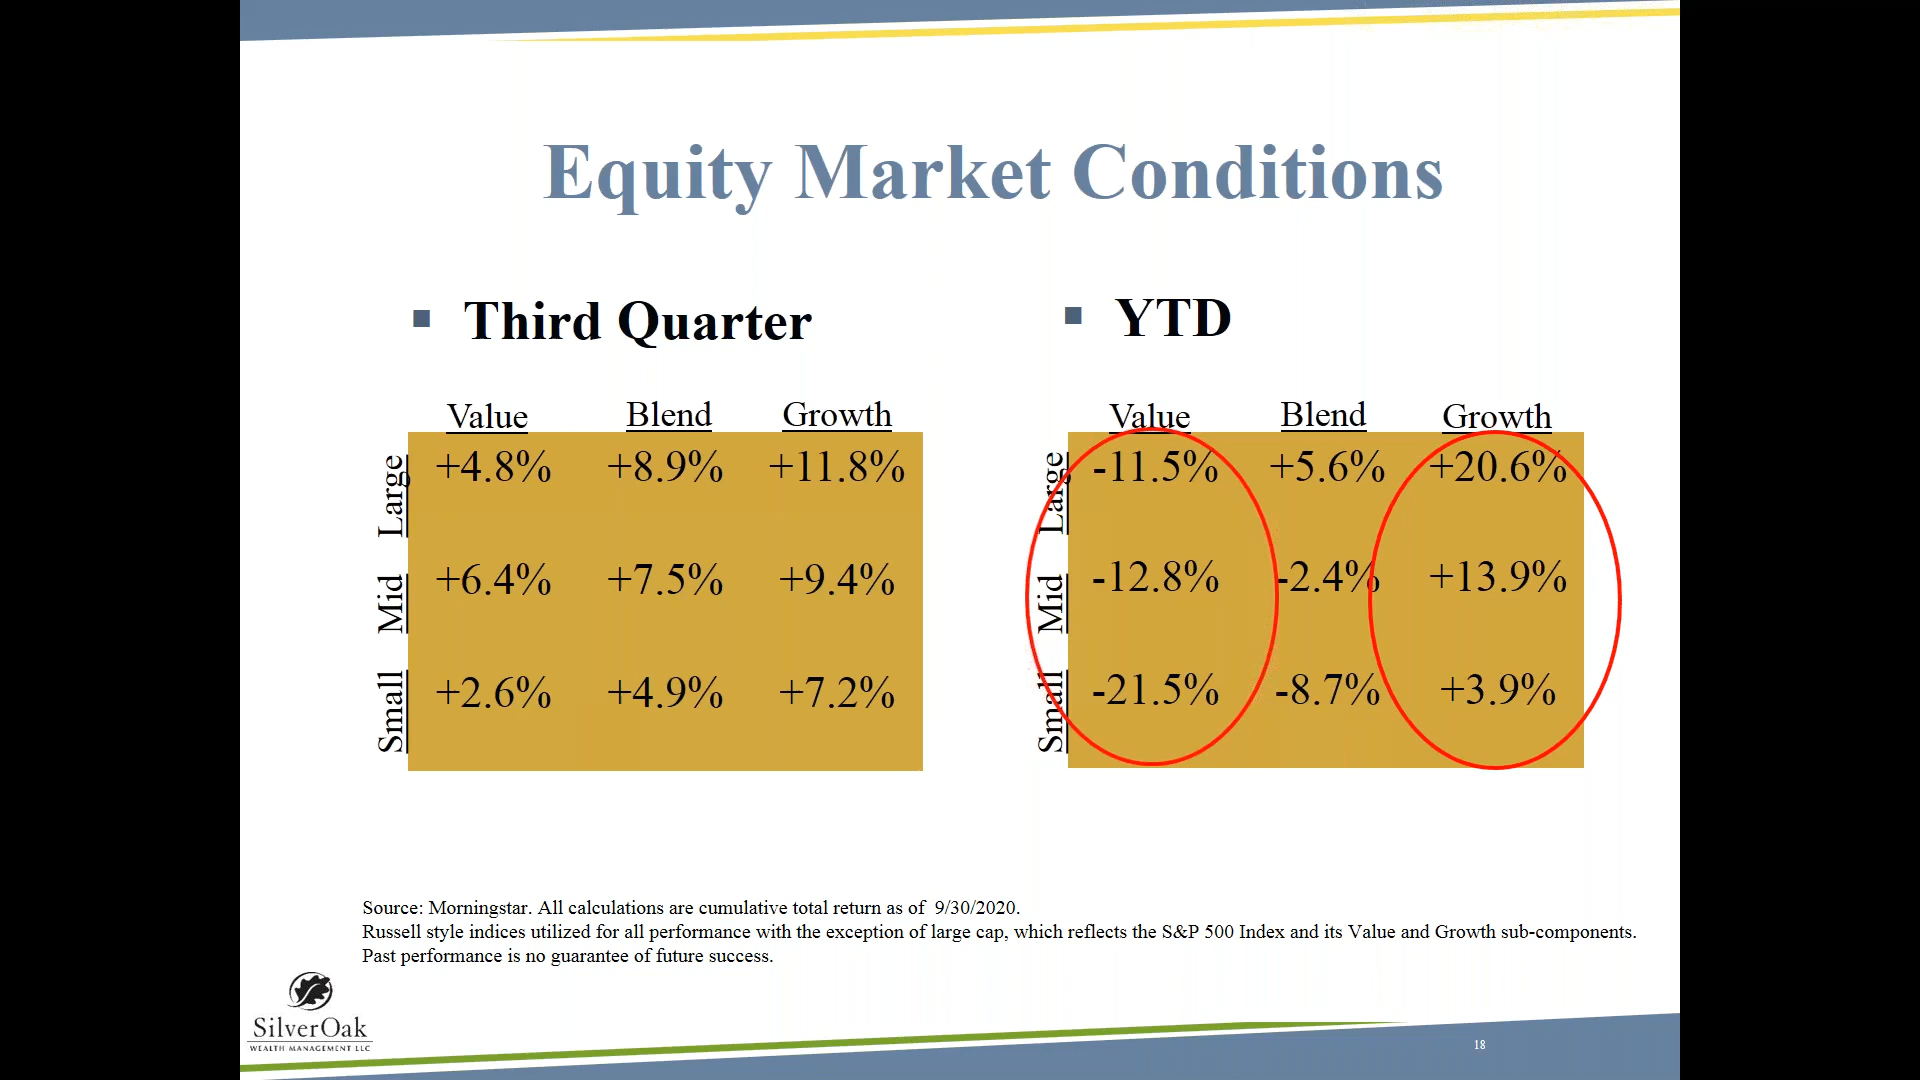 Equity Market Conditions
▪ Third Quarter
Value Blend Growth
Large +4.8% +8.9% +11.8%
Mid +6.4% +7.5% +9.4%
Small +2.6% +4.9% +7.2%
▪ YTD
Value Blend Growth
Large -11.5% +5.6% +20.6%
Mid -12.8% -2.4% +13.9%
Small -21.5% -8.7% +3.9%
Source: Morningstar. All calculations are cumulative total return as of 9/30/2020.
Russell style indices utilized for all performance with the exception of large cap, which reflects the S&P 500 Index and its Value and Growth sub-components.
Past performance is no guarantee of future success.
SilverOak
WEALTH MANAGEMENT LLC
18